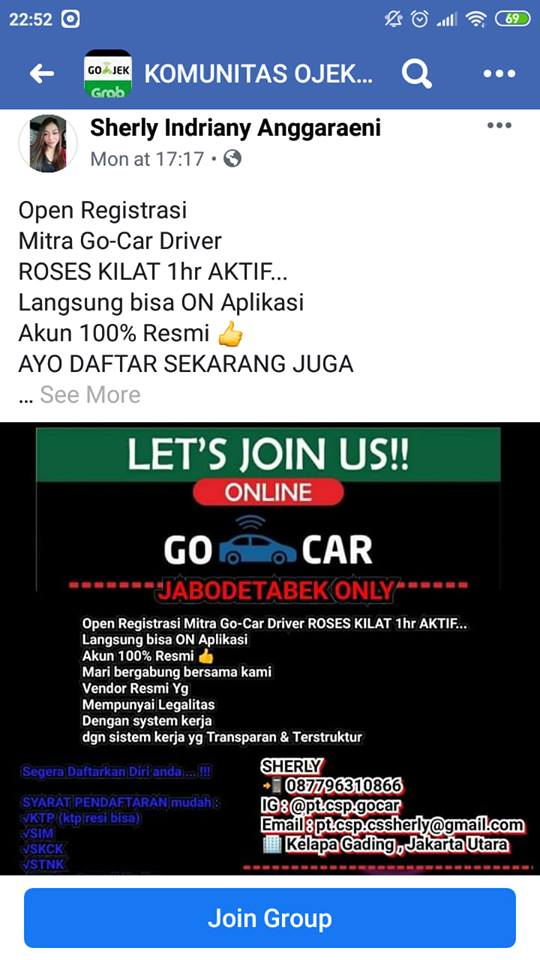 22:52
69
GO JEK
Grab
KOMUNITAS OJEK...
Sherly Indriany Anggaraeni
Mon at 17:17 ·
Open Registrasi
Mitra Go-Car Driver
ROSES KILAT 1hr AKTIF...
Langsung bisa ON Aplikasi
Akun 100% Resmi 👍
AYO DAFTAR SEKARANG JUGA
... See More
LET'S JOIN US!!
ONLINE
GO CAR
JABODETABEK ONLY
Open Registrasi Mitra Go-Car Driver ROSES KILAT 1hr AKTIF...
Langsung bisa ON Aplikasi
Akun 100% Resmi 👍
Mari bergabung bersama kami
Vendor Resmi Yg
Mempunyai Legalitas
Dengan system kerja
dgn sistem kerja yg Transparan & Terstruktur
Segera Daftarkan Diri anda....!!!
SYARAT PENDAFTARAN mudah :
√KTP (ktp resi bisa)
√SIM
√SKCK
√STNK
SHERLY
📲 087796310866
IG : @pt.csp.gocar
Email : pt.csp.cssherly@gmail.com
🏢 Kelapa Gading, Jakarta Utara
Join Group